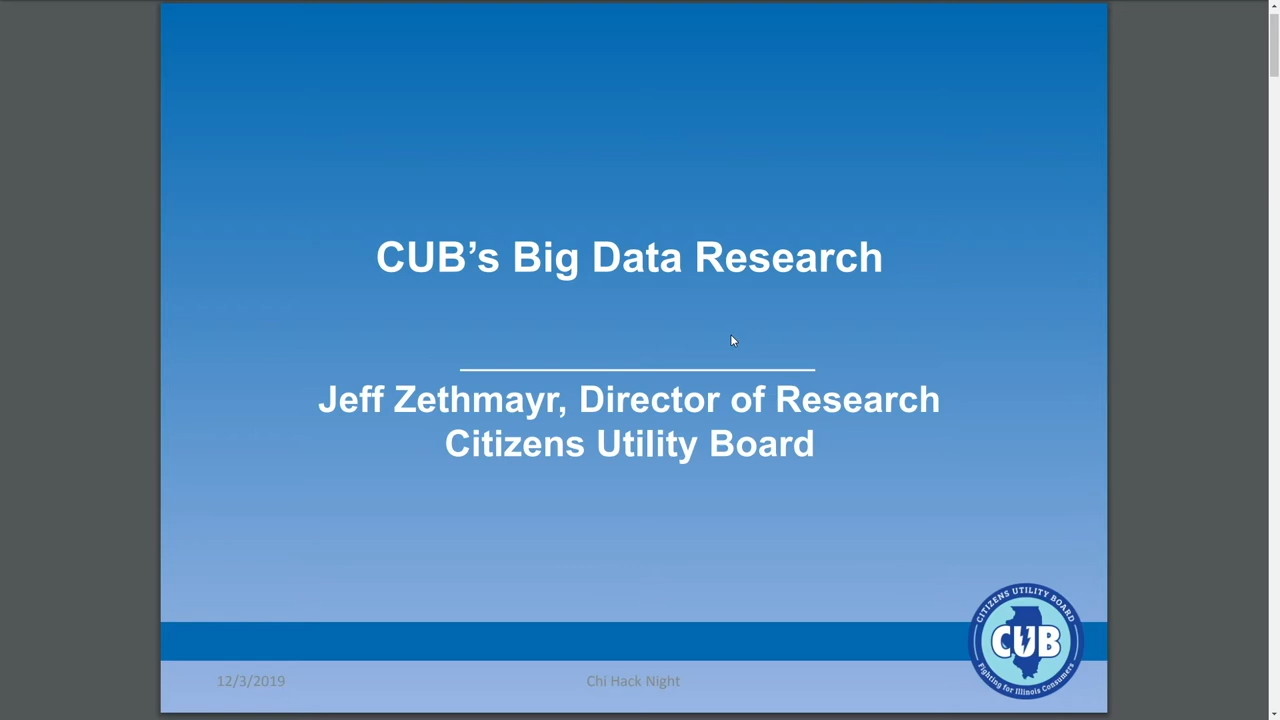 CUB’s Big Data Research
Jeff Zethmayr, Director of Research
Citizens Utility Board
CITIZENS UTILITY BOARD
CUB
Fighting for Illinois Consumers
12/3/2019
Chi Hack Night